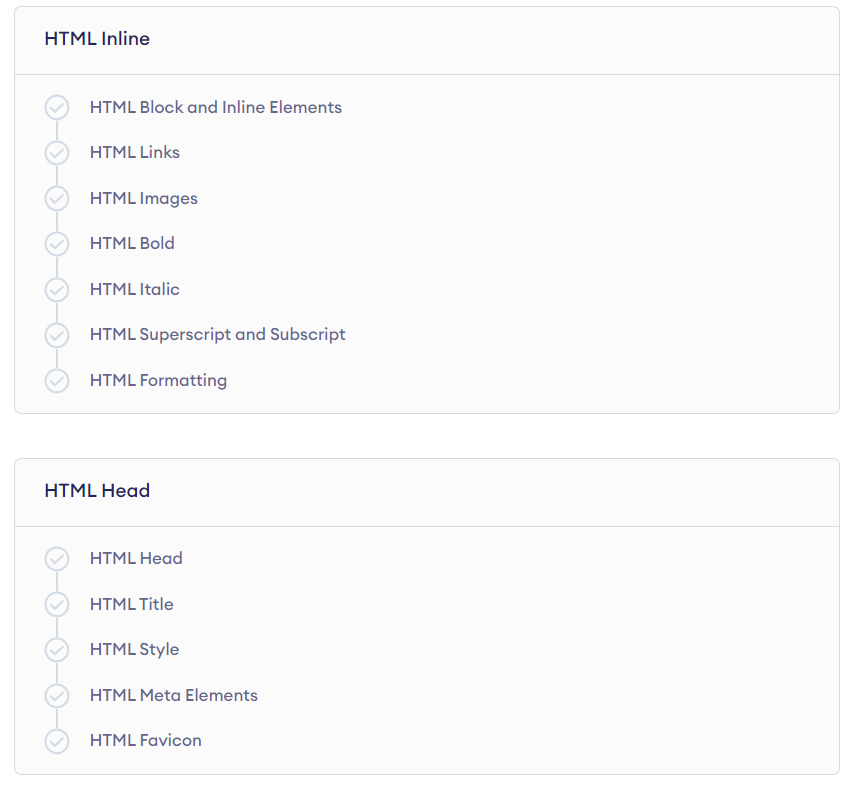 HTML Inline
HTML Block and Inline Elements
HTML Links
HTML Images
HTML Bold
HTML Italic
HTML Superscript and Subscript
HTML Formatting
HTML Head
HTML Head
HTML Title
HTML Style
HTML Meta Elements
HTML Favicon